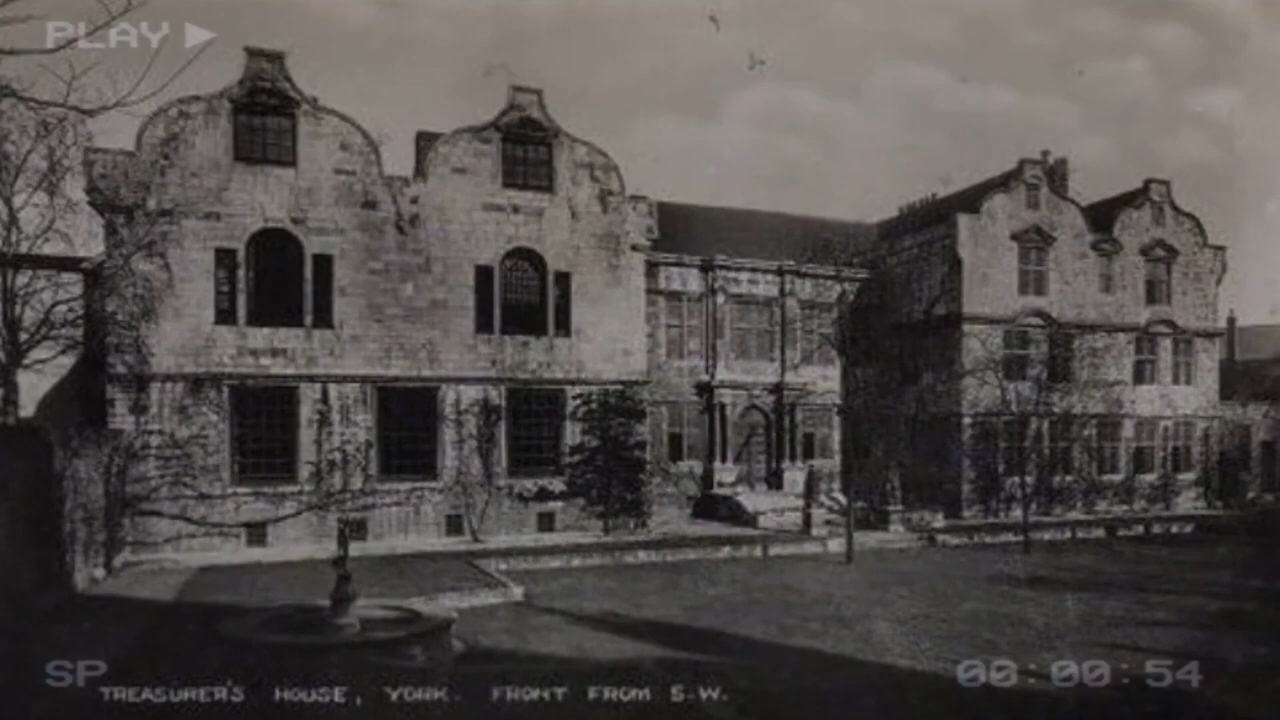 PLAY
SP
00:00:54
TREASURER'S HOUSE, YORK. FRONT FROM S-W.